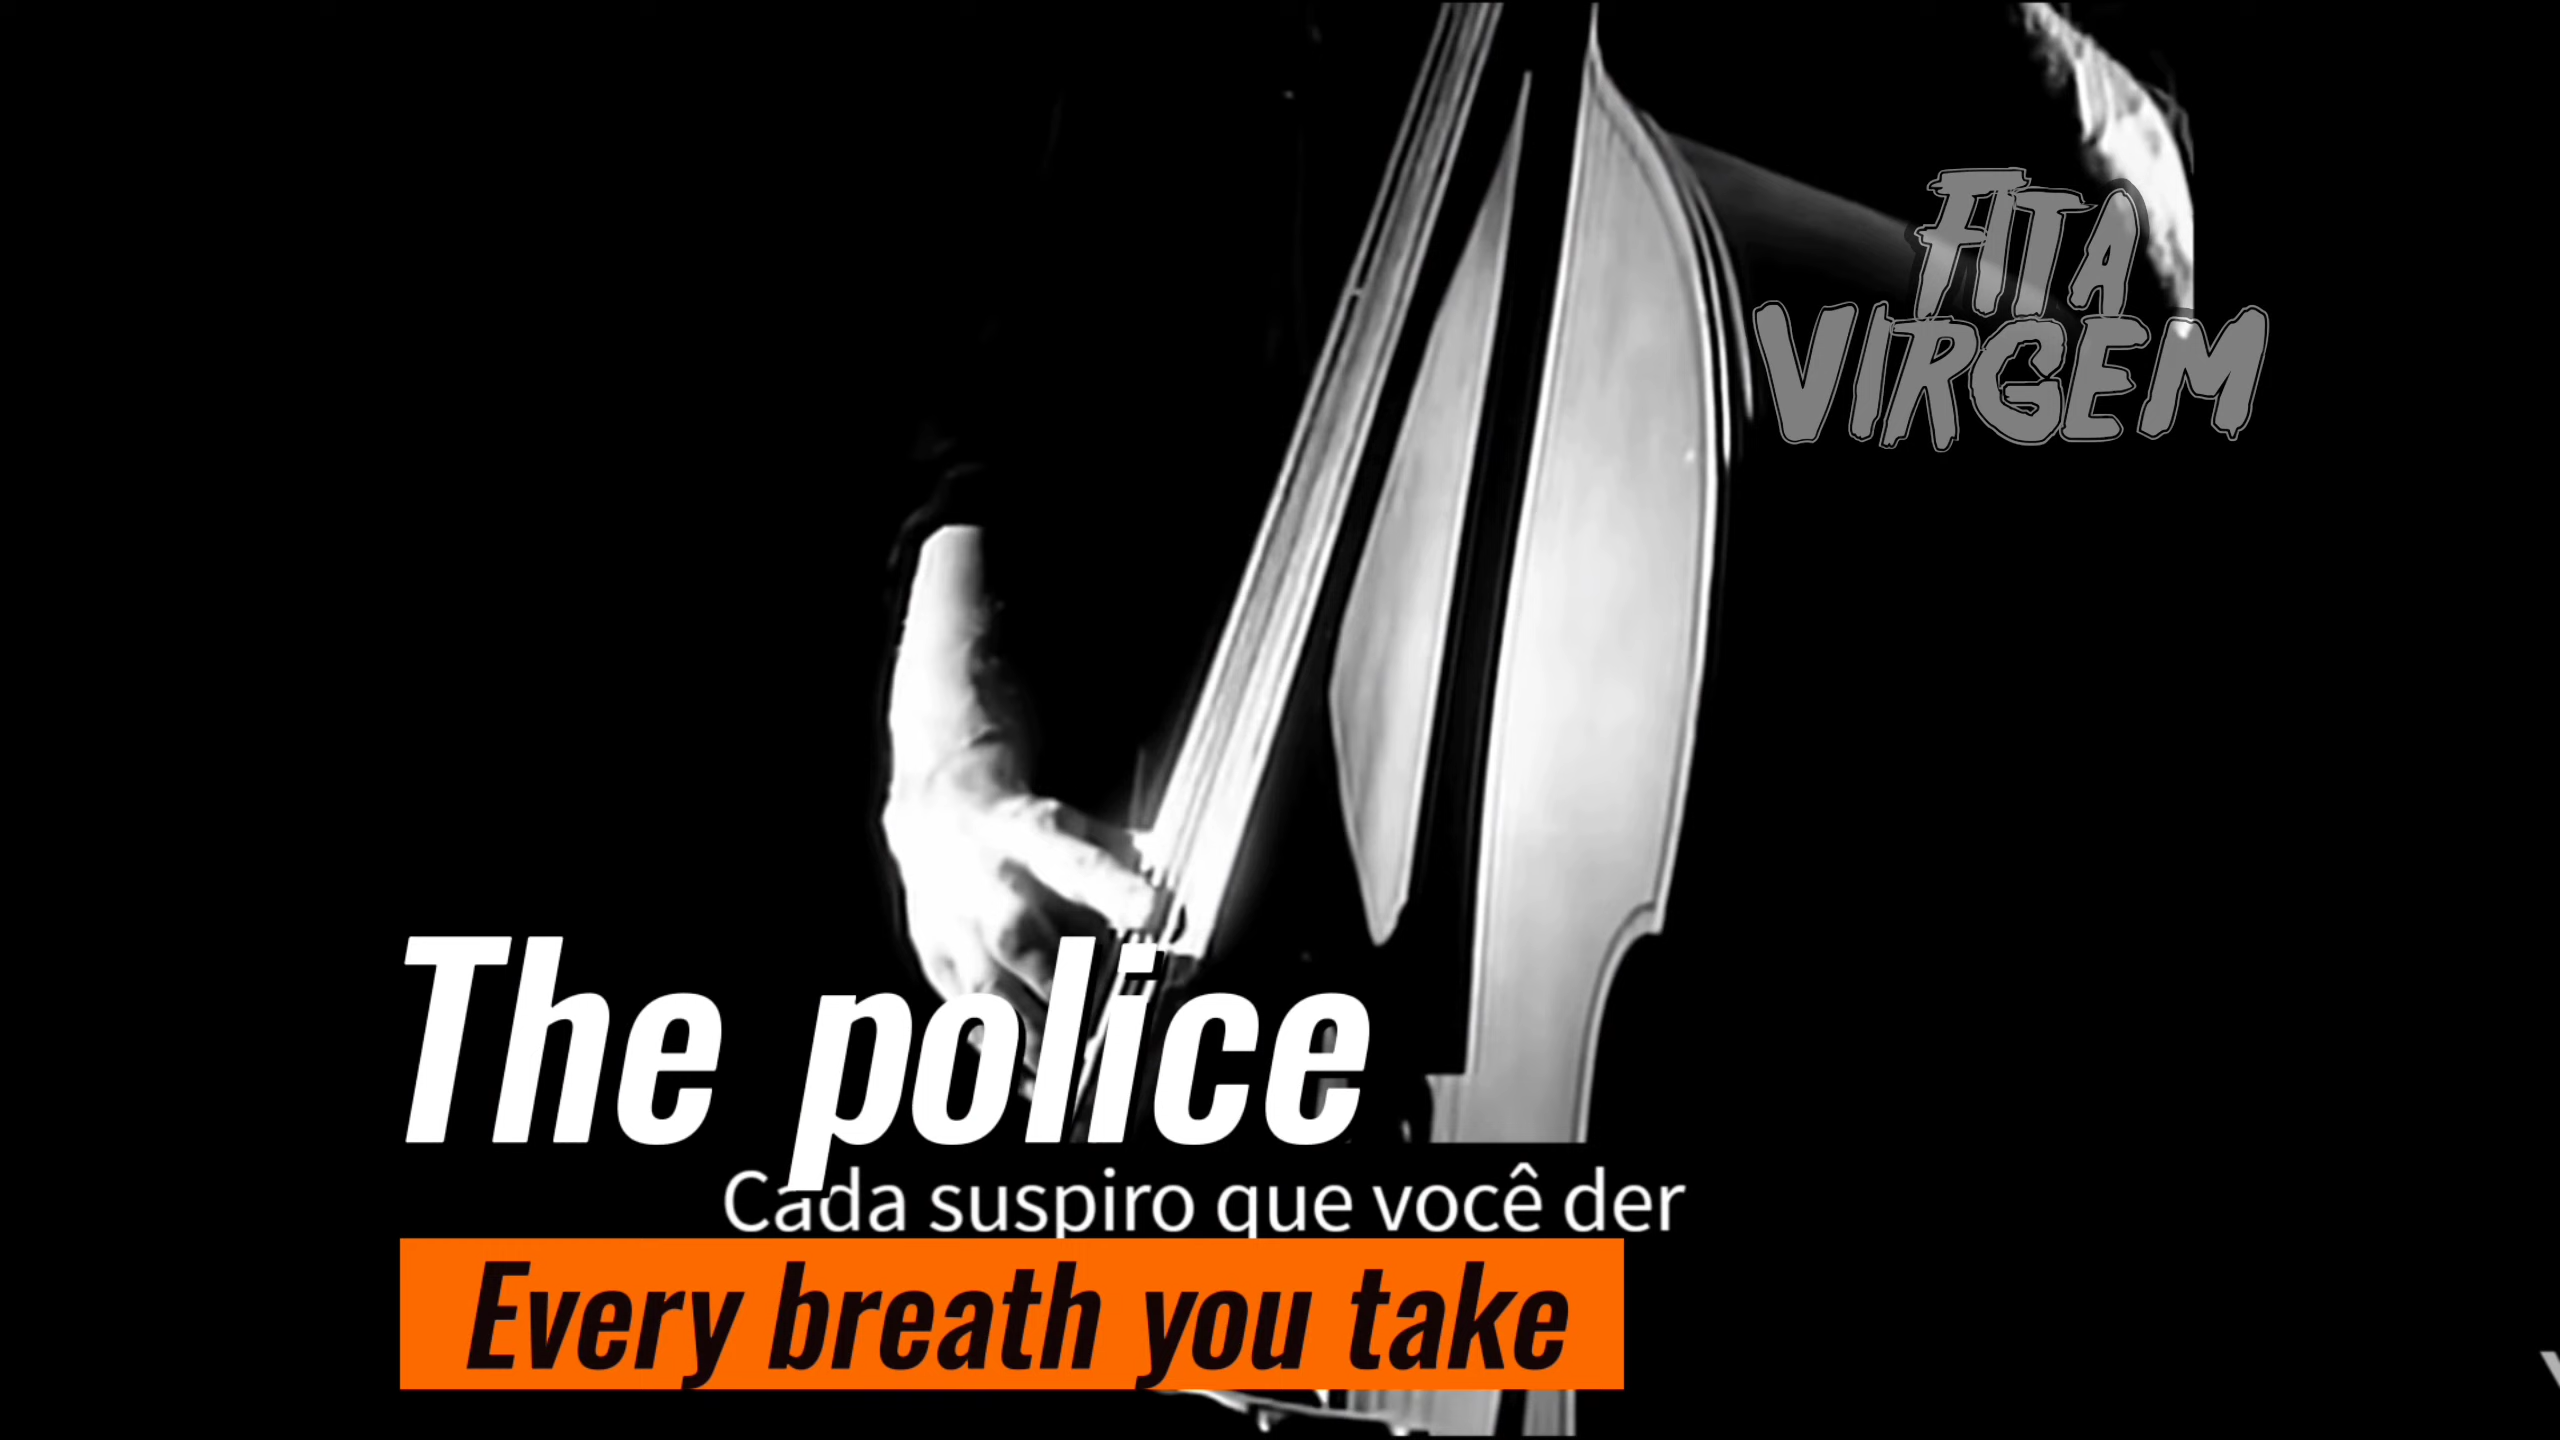 FITA
VIRGEM
The police
Cada suspiro que você der
Every breath you take